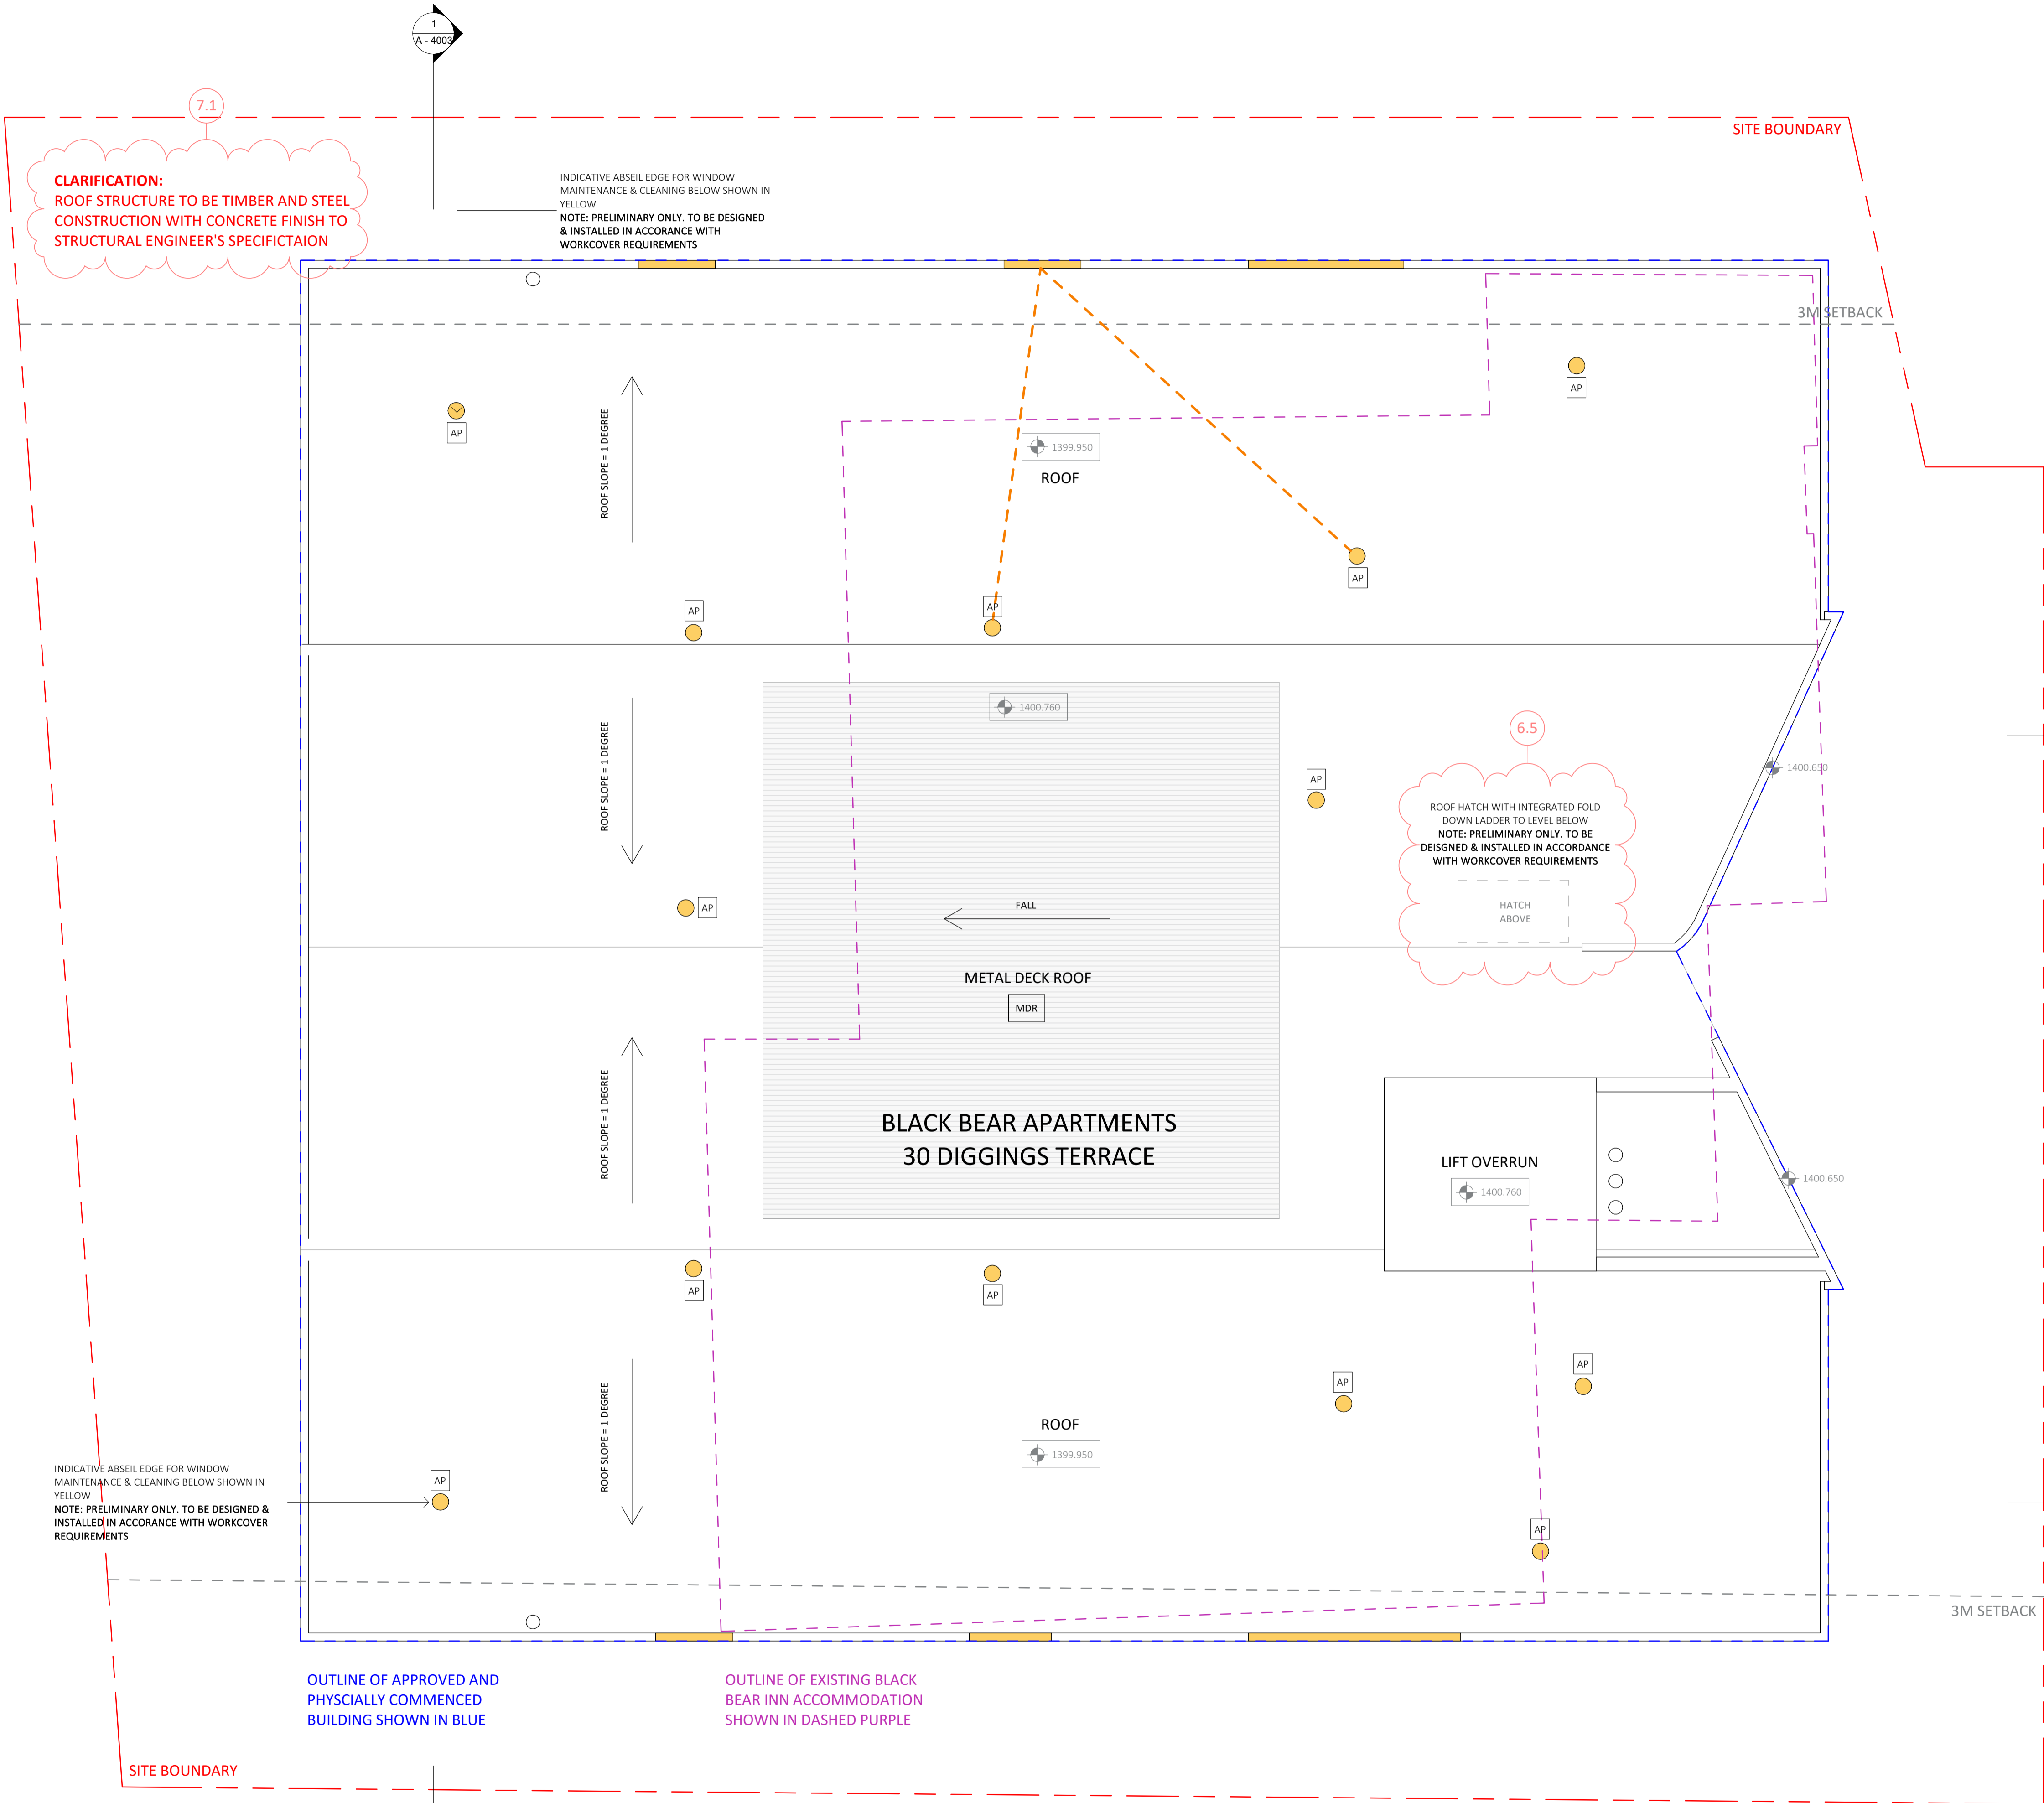 1
A - 4003
7.1
SITE BOUNDARY
CLARIFICATION:
ROOF STRUCTURE TO BE TIMBER AND STEEL
CONSTRUCTION WITH CONCRETE FINISH TO
STRUCTURAL ENGINEER'S SPECIFICTAION
INDICATIVE ABSEIL EDGE FOR WINDOW
MAINTENANCE & CLEANING BELOW SHOWN IN
YELLOW
NOTE: PRELIMINARY ONLY. TO BE DESIGNED
& INSTALLED IN ACCORANCE WITH
WORKCOVER REQUIREMENTS
3M SETBACK
AP
AP
ROOF SLOPE = 1 DEGREE
1399.950
ROOF
AP
AP
AP
1400.760
ROOF SLOPE = 1 DEGREE
AP
6.5
1400.650
ROOF HATCH WITH INTEGRATED FOLD
DOWN LADDER TO LEVEL BELOW
NOTE: PRELIMINARY ONLY. TO BE
DEISGNED & INSTALLED IN ACCORDANCE
WITH WORKCOVER REQUIREMENTS
HATCH
ABOVE
AP
FALL
METAL DECK ROOF
MDR
ROOF SLOPE = 1 DEGREE
BLACK BEAR APARTMENTS
30 DIGGINGS TERRACE
LIFT OVERRUN
1400.760
1400.650
AP
AP
AP
AP
ROOF SLOPE = 1 DEGREE
ROOF
1399.950
INDICATIVE ABSEIL EDGE FOR WINDOW
MAINTENANCE & CLEANING BELOW SHOWN IN
YELLOW
NOTE: PRELIMINARY ONLY. TO BE DESIGNED &
INSTALLED IN ACCORANCE WITH WORKCOVER
REQUIREMENTS
AP
AP
3M SETBACK
OUTLINE OF APPROVED AND
PHYSCIALLY COMMENCED
BUILDING SHOWN IN BLUE
OUTLINE OF EXISTING BLACK
BEAR INN ACCOMMODATION
SHOWN IN DASHED PURPLE
SITE BOUNDARY